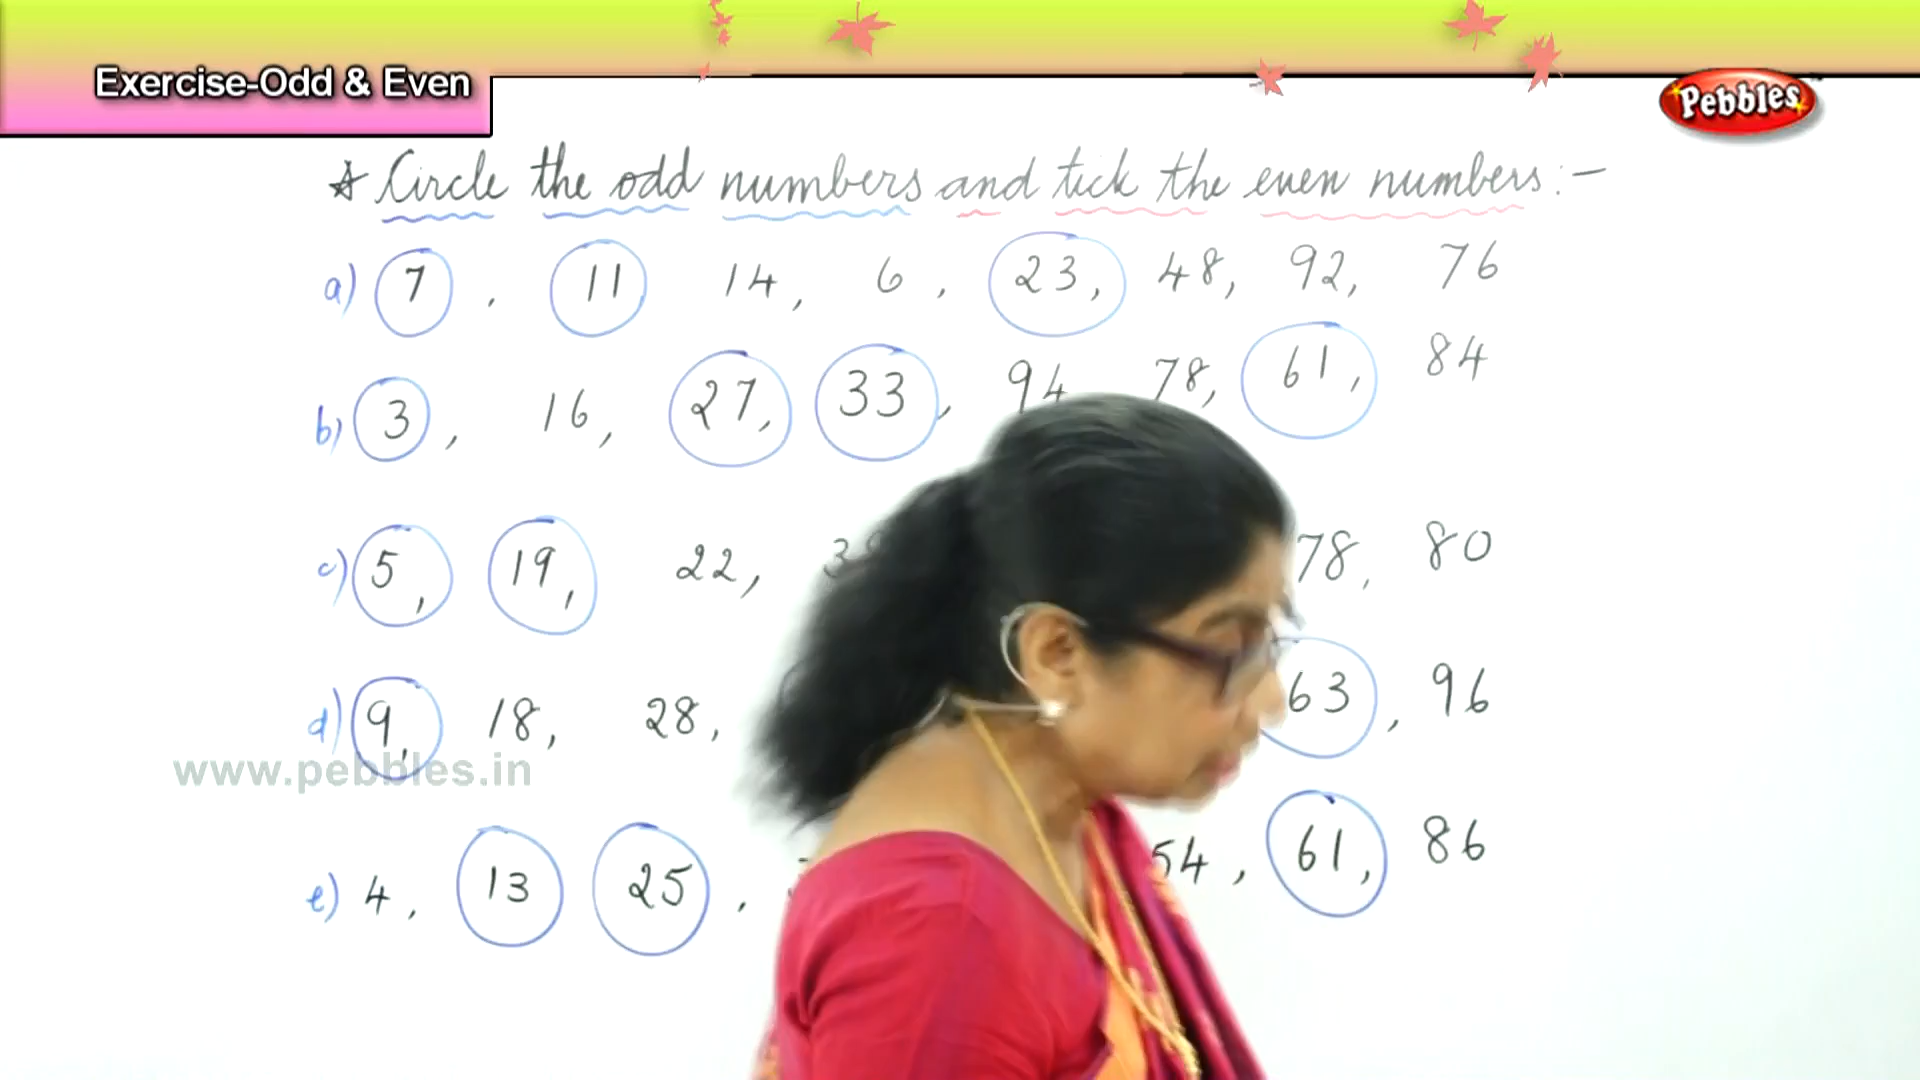 Exercise-Odd & Even
Pebbles
☆ Circle the odd numbers and tick the even numbers:-
a) 7, 11 14, 6, 23, 48, 92, 76
b) 3, 16, 27, 33, 94 78, 61, 84
c) 5, 19, 22, 78, 80
d) 9, 18, 28, 63, 96
www.pebbles.in
e) 4, 13 25, 54, 61, 86